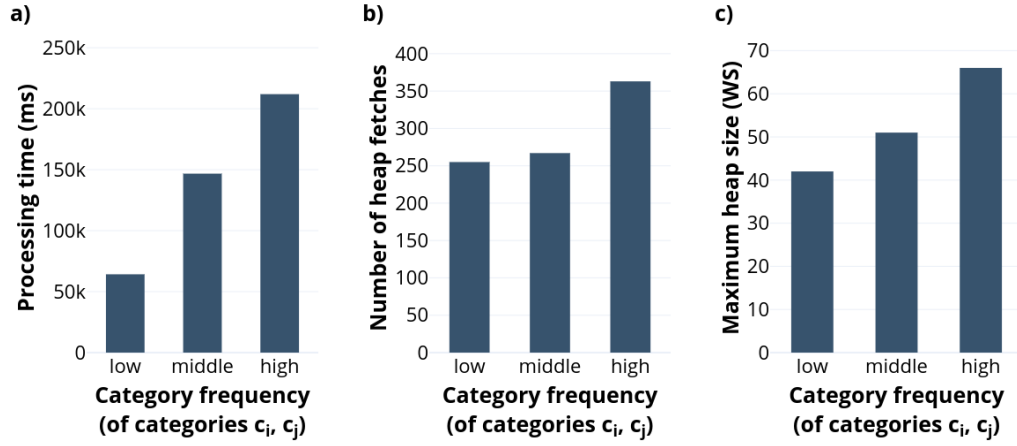 a)
Processing time (ms)
250k
200k
150k
100k
50k
0
low middle high
Category frequency
(of categories cᵢ, cⱼ)
b)
Number of heap fetches
400
350
300
250
200
150
100
50
0
low middle high
Category frequency
(of categories cᵢ, cⱼ)
c)
Maximum heap size (WS)
70
60
50
40
30
20
10
0
low middle high
Category frequency
(of categories cᵢ, cⱼ)